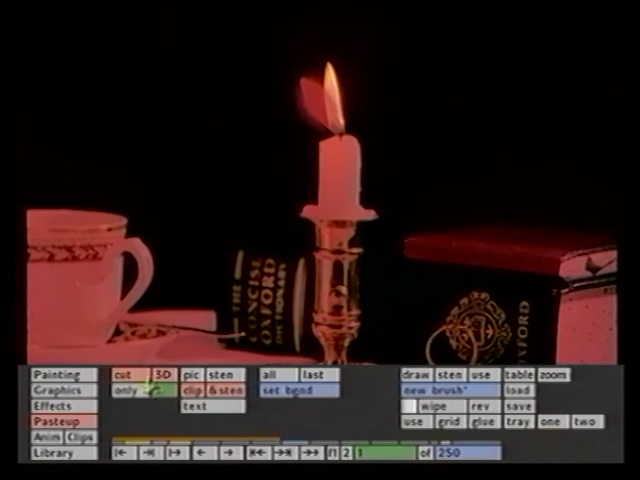 THE
CONCISE
OXFORD
DICTIONARY
OXFORD
Painting cut 3D pic sten all last draw sten use table zoom
Graphics only clip & sten set bgnd new brush' load
Effects text wipe rev save
Pasteup use grid glue tray one two
Anim Clips
Library 1 2 1 of 250